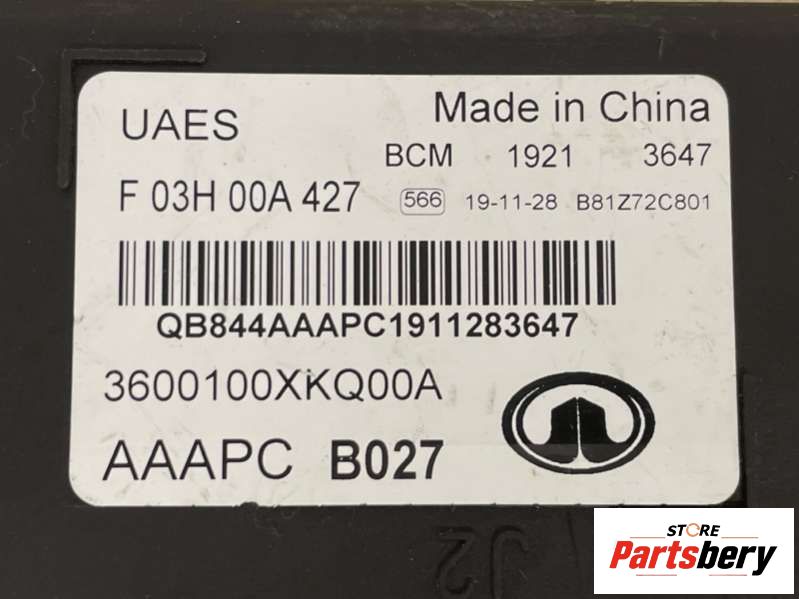 UAES
Made in China
BCM 1921 3647
F 03H 00A 427
566 19-11-28 B81Z72C801
QB844AAAPC1911283647
3600100XKQ00A
AAAPC B027
J2
STORE
Partsbery